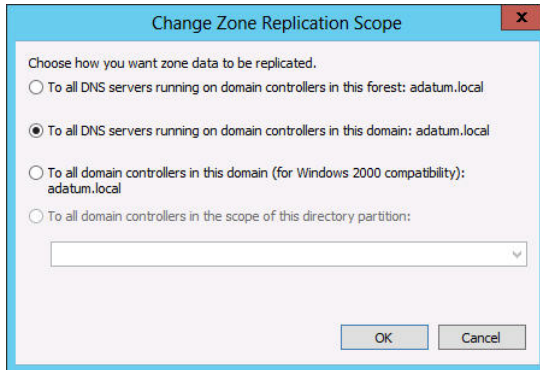 Change Zone Replication Scope
x
Choose how you want zone data to be replicated.
To all DNS servers running on domain controllers in this forest: adatum.local
To all DNS servers running on domain controllers in this domain: adatum.local
To all domain controllers in this domain (for Windows 2000 compatibility):
adatum.local
To all domain controllers in the scope of this directory partition:
OK Cancel